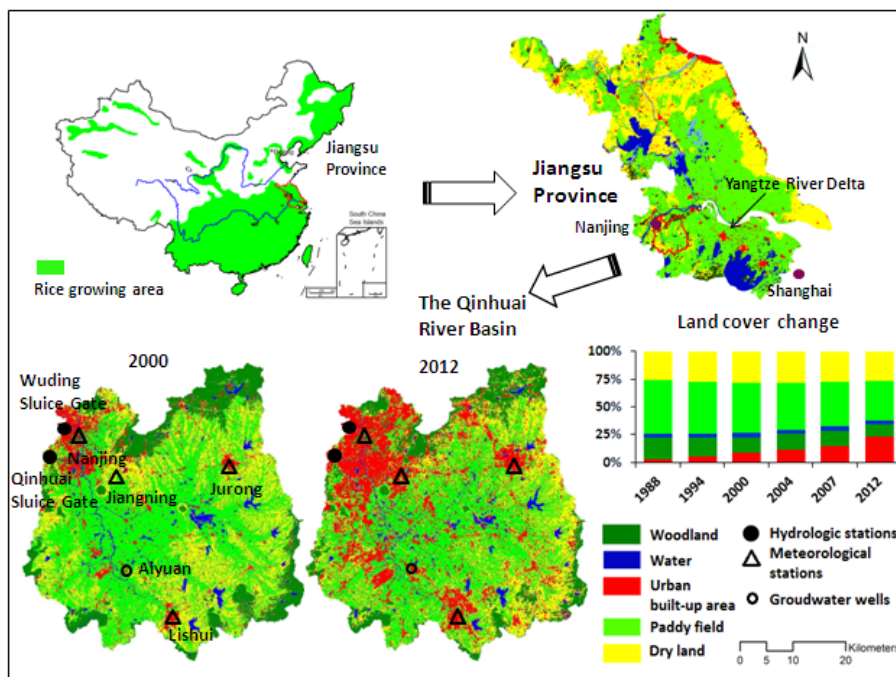 Jiangsu
Province
South China
Sea Islands
Rice growing area
N
Jiangsu
Province
Yangtze River Delta
Nanjing
Shanghai
The Qinhuai
River Basin
Land cover change
2000
2012
Wuding
Sluice Gate
Nanjing
Qinhuai
Sluice Gate
Jiangning
Jurong
Aiyuan
Lishui
100%
75%
50%
25%
0%
1988
1994
2000
2004
2007
2012
Woodland
Water
Urban
built-up area
Paddy field
Dry land
Hydrologic stations
Meteorological
stations
Groudwater wells
Kilometers
0 5 10 20